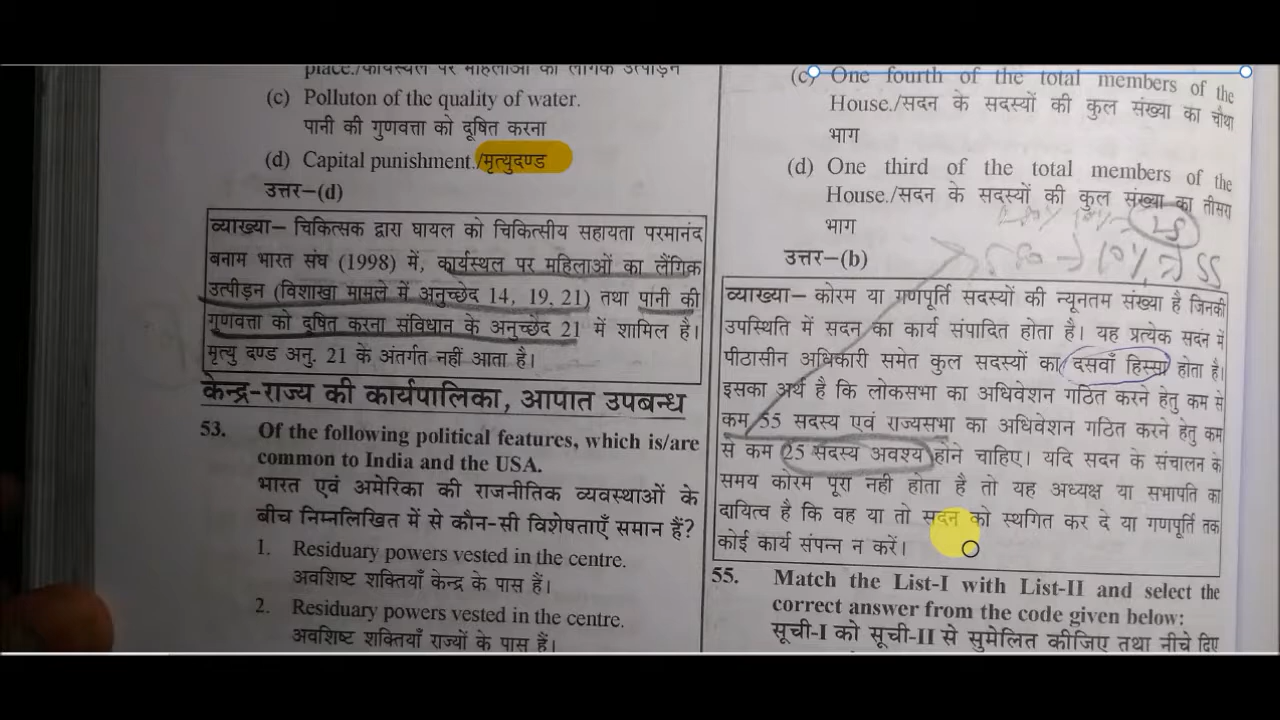 place./कार्यस्थल पर महिलाओं का लैंगिक उत्पीड़न
(c) Polluton of the quality of water.
पानी की गुणवत्ता को दूषित करना
(d) Capital punishment./मृत्युदण्ड
उत्तर–(d)
व्याख्या– चिकित्सक द्वारा घायल को चिकित्सीय सहायता परमानंद
बनाम भारत संघ (1998) में, कार्यस्थल पर महिलाओं का लैंगिक
उत्पीड़न (विशाखा मामले में अनुच्छेद 14, 19, 21) तथा पानी की
गुणवत्ता को दूषित करना संविधान के अनुच्छेद 21 में शामिल है।
मृत्यु दण्ड अनु. 21 के अंतर्गत नहीं आता है।
केन्द्र-राज्य की कार्यपालिका, आपात उपबन्ध
53. Of the following political features, which is/are
common to India and the USA.
भारत एवं अमेरिका की राजनीतिक व्यवस्थाओं के
बीच निम्नलिखित में से कौन-सी विशेषताएँ समान हैं?
1. Residuary powers vested in the centre.
अवशिष्ट शक्तियाँ केन्द्र के पास हैं।
2. Residuary powers vested in the centre.
अवशिष्ट शक्तियाँ राज्यों के पास हैं।
(c) One fourth of the total members of the
House./सदन के सदस्यों की कुल संख्या का चौथा
भाग
(d) One third of the total members of the
House./सदन के सदस्यों की कुल संख्या का तीसरा
भाग
25
उत्तर–(b)
→ 10% → 55
व्याख्या– कोरम या गणपूर्ति सदस्यों की न्यूनतम संख्या है जिनकी
उपस्थिति में सदन का कार्य संपादित होता है। यह प्रत्येक सदन में
पीठासीन अधिकारी समेत कुल सदस्यों का दसवाँ हिस्सा होता है।
इसका अर्थ है कि लोकसभा का अधिवेशन गठित करने हेतु कम से
कम 55 सदस्य एवं राज्यसभा का अधिवेशन गठित करने हेतु कम
से कम 25 सदस्य अवश्य होने चाहिए। यदि सदन के संचालन के
समय कोरम पूरा नही होता है तो यह अध्यक्ष या सभापति का
दायित्व है कि वह या तो सदन को स्थगित कर दे या गणपूर्ति तक
कोई कार्य संपन्न न करें।
55. Match the List-I with List-II and select the
correct answer from the code given below:
सूची-I को सूची-II से सुमेलित कीजिए तथा नीचे दिए